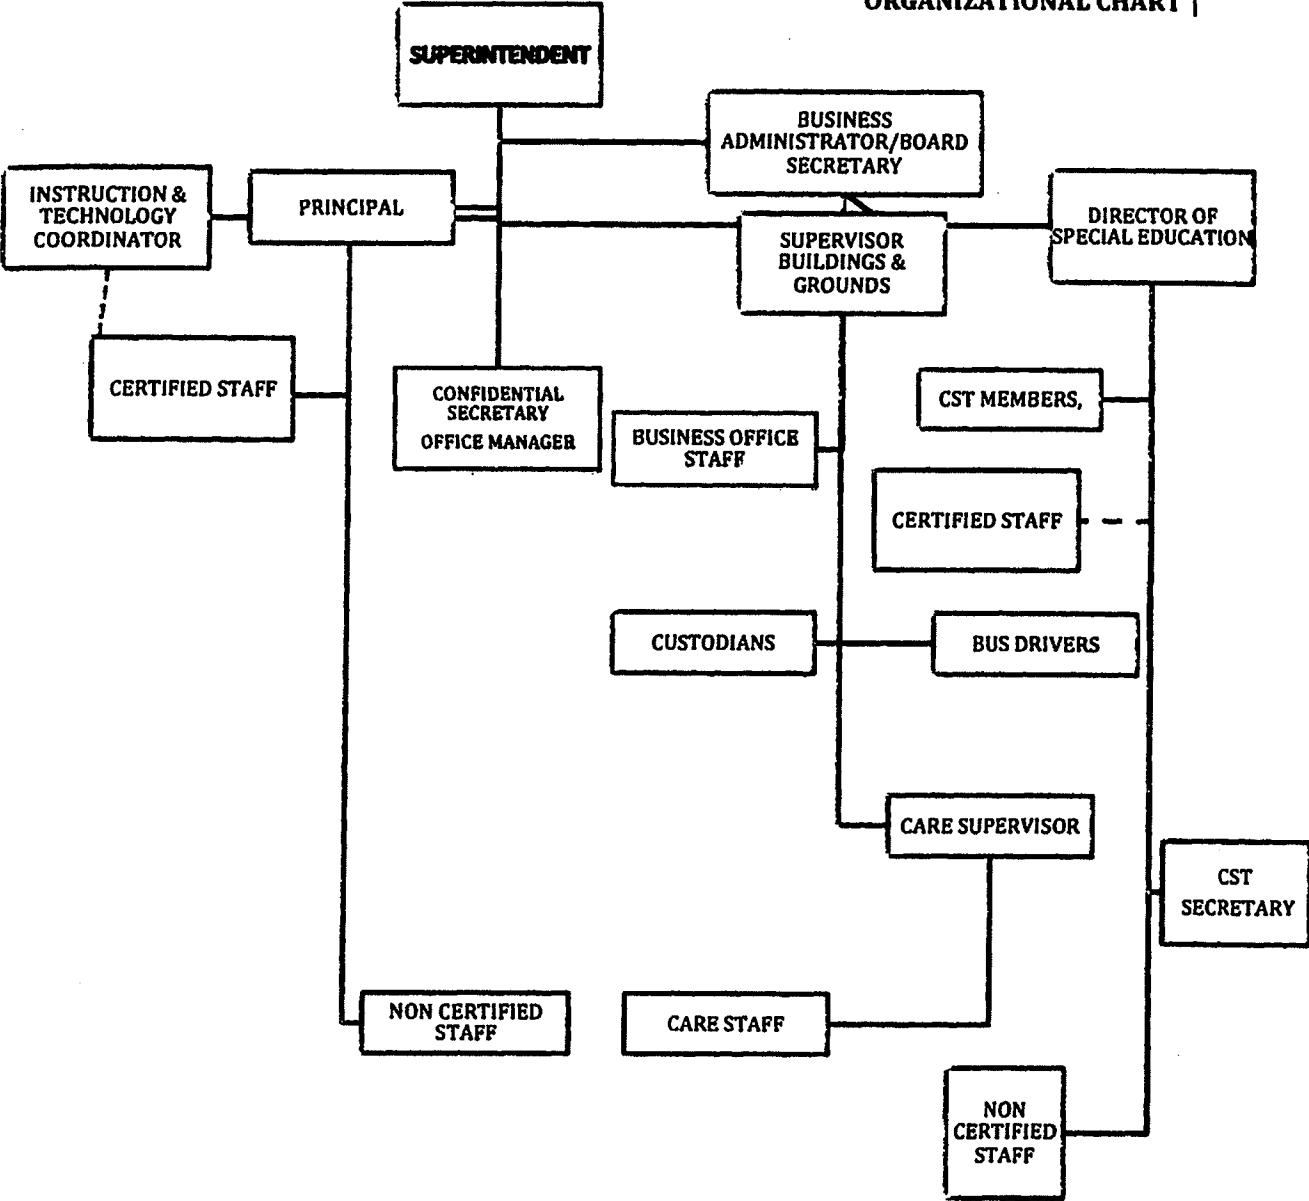 ORGANIZATIONAL CHART
SUPERINTENDENT
BUSINESS
ADMINISTRATOR/BOARD
SECRETARY
INSTRUCTION &
TECHNOLOGY
COORDINATOR
PRINCIPAL
SUPERVISOR
BUILDINGS &
GROUNDS
DIRECTOR OF
SPECIAL EDUCATION
CERTIFIED STAFF
CONFIDENTIAL
SECRETARY
OFFICE MANAGER
BUSINESS OFFICE
STAFF
CST MEMBERS,
CERTIFIED STAFF
CUSTODIANS
BUS DRIVERS
CARE SUPERVISOR
CST
SECRETARY
NON CERTIFIED
STAFF
CARE STAFF
NON
CERTIFIED
STAFF